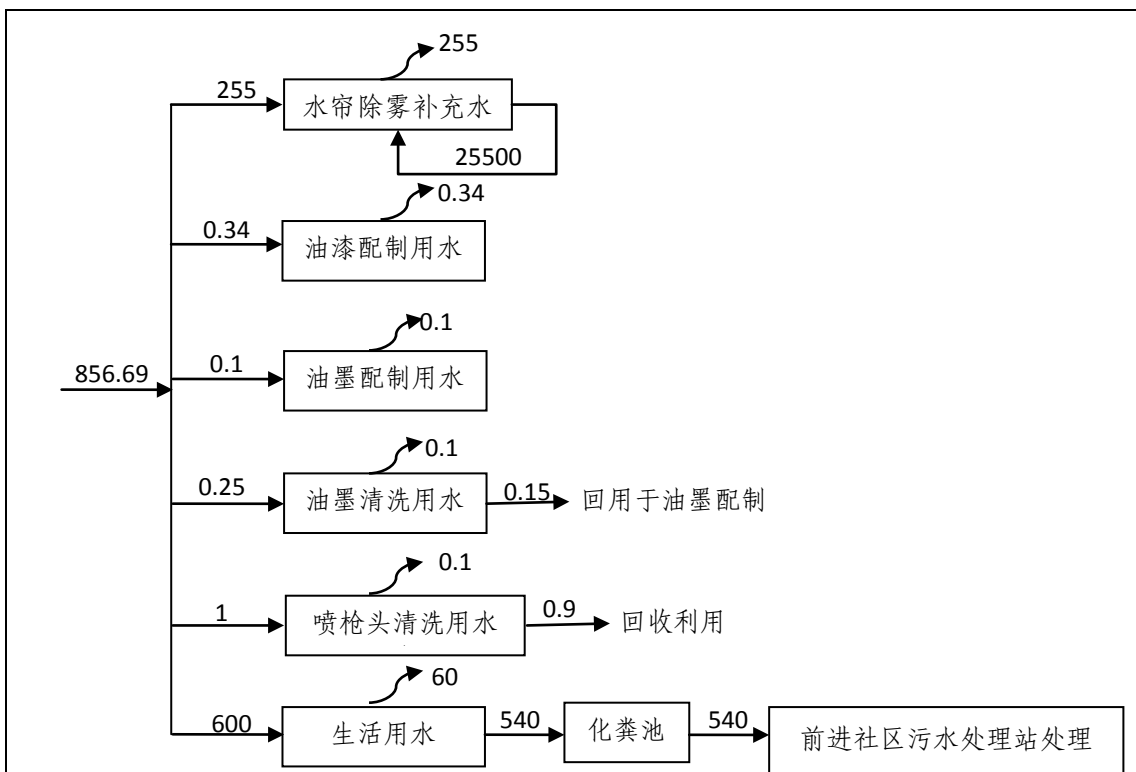 255
255
水帘除雾补充水
25500
0.34
0.34
油漆配制用水
0.1
856.69
0.1
油墨配制用水
0.1
0.25
油墨清洗用水
0.15
回用于油墨配制
0.1
1
喷枪头清洗用水
0.9
回收利用
60
600
生活用水
540
化粪池
540
前进社区污水处理站处理